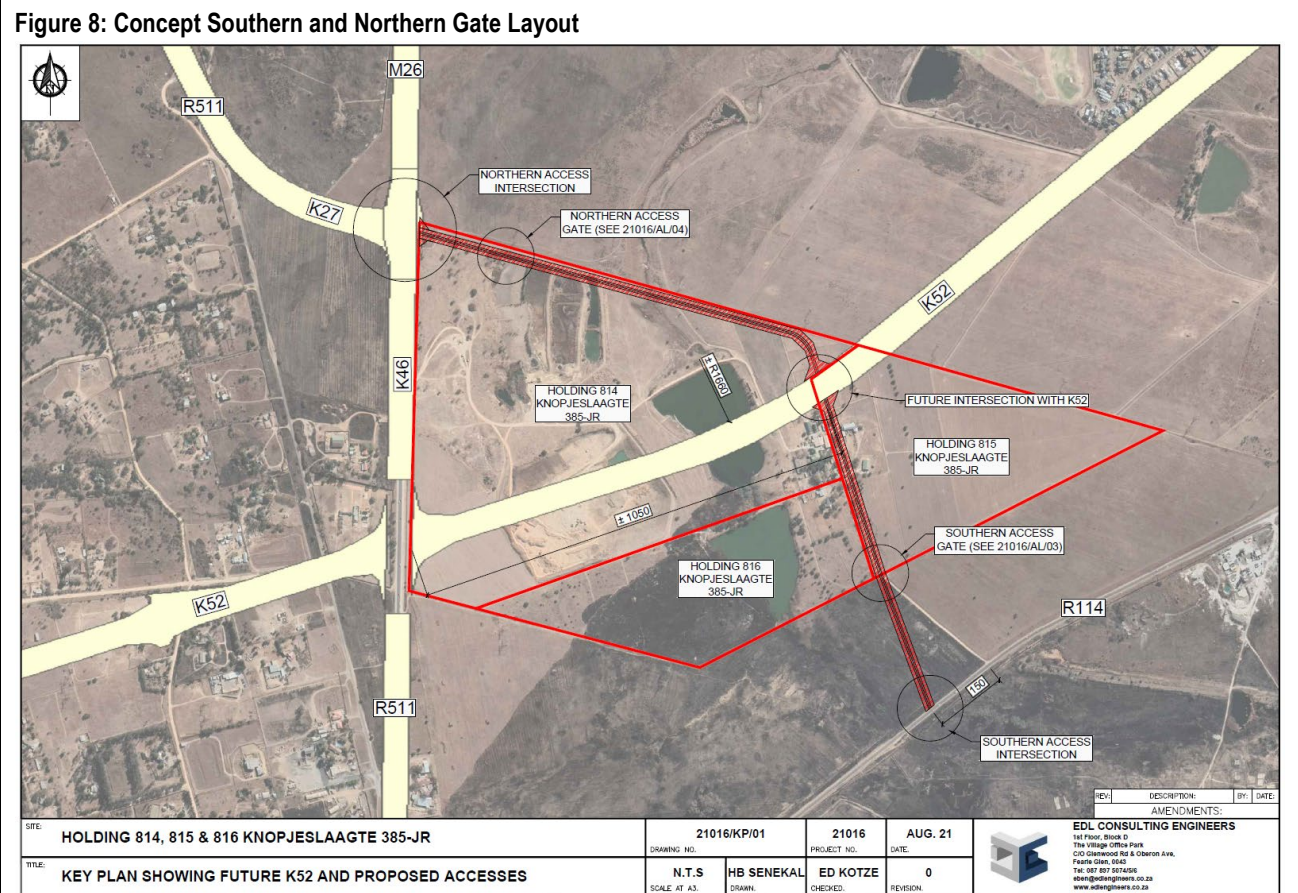 Figure 8: Concept Southern and Northern Gate Layout
M26
R511
NORTHERN ACCESS
INTERSECTION
K27
NORTHERN ACCESS
GATE (SEE 21016/AL/04)
K52
K46
± R1660
HOLDING 814
KNOPJESLAAGTE
385-JR
FUTURE INTERSECTION WITH K52
HOLDING 815
KNOPJESLAAGTE
385-JR
± 1050
SOUTHERN ACCESS
GATE (SEE 21016/AL/03)
HOLDING 816
KNOPJESLAAGTE
385-JR
K52
R114
R511
150
SOUTHERN ACCESS
INTERSECTION
REV: DESCRIPTION: BY: DATE:
AMENDMENTS:
SITE:
HOLDING 814, 815 & 816 KNOPJESLAAGTE 385-JR
21016/KP/01
DRAWING NO.
21016
PROJECT NO.
AUG. 21
DATE.
TITLE:
KEY PLAN SHOWING FUTURE K52 AND PROPOSED ACCESSES
N.T.S
SCALE AT A3.
HB SENEKAL
DRAWN.
ED KOTZE
CHECKED.
0
REVISION.
EDL CONSULTING ENGINEERS
1st Floor, Block D
The Village Office Park
C/O Glenwood Rd & Oberon Ave,
Fearie Glen, 0043
Tel: 087 897 5074/5/6
eben@edlengineers.co.za
www.edlengineers.co.za